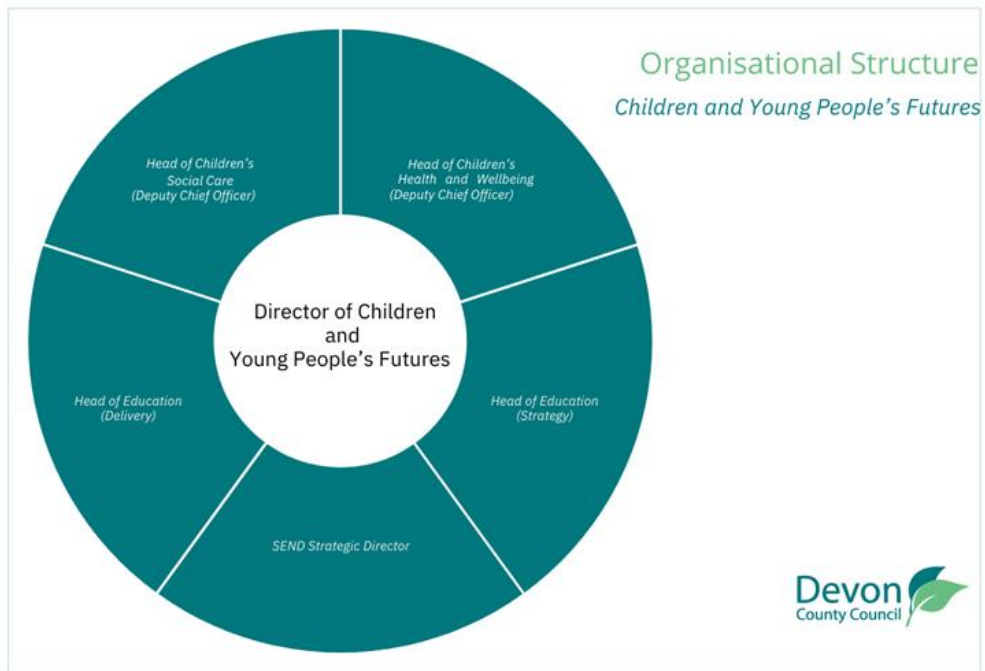 Organisational Structure
Children and Young People’s Futures
Head of Children’s
Social Care
(Deputy Chief Officer)
Head of Children’s
Health and Wellbeing
(Deputy Chief Officer)
Director of Children
and
Young People’s Futures
Head of Education
(Delivery)
Head of Education
(Strategy)
SEND Strategic Director
Devon
County Council